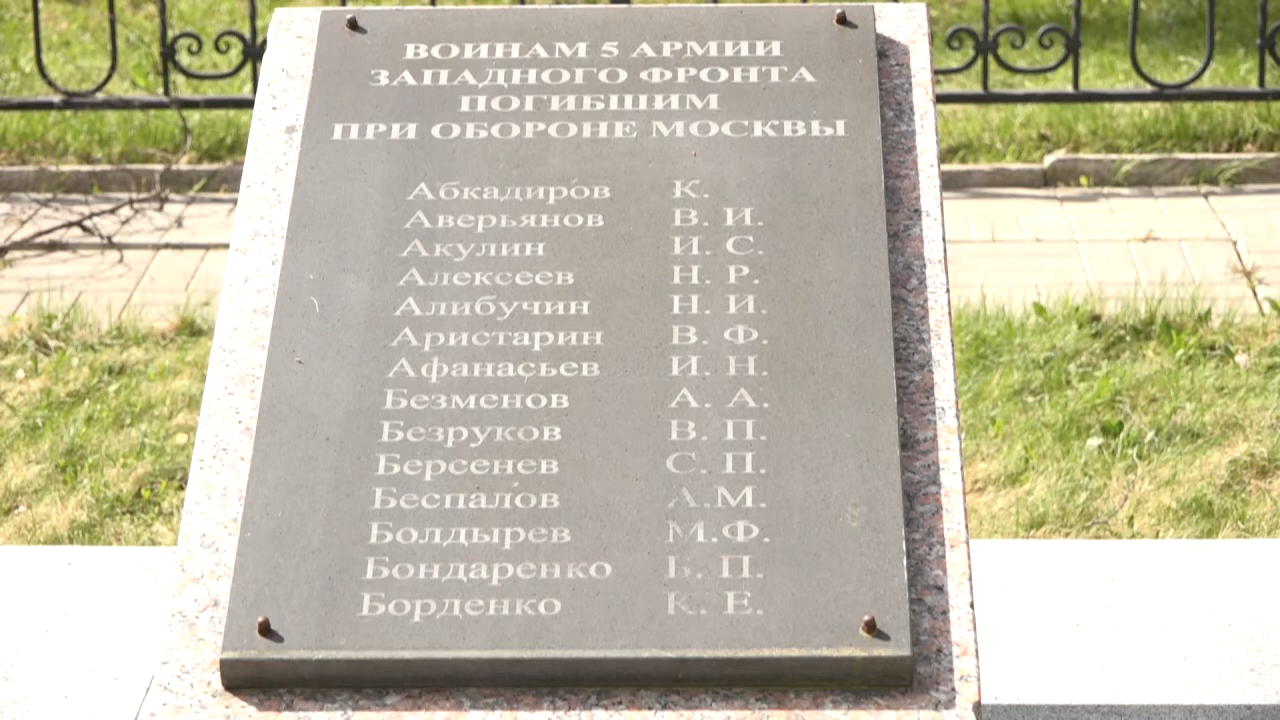 ВОИНАМ 5 АРМИИ
ЗАПАДНОГО ФРОНТА
ПОГИБШИМ
ПРИ ОБОРОНЕ МОСКВЫ
Абкадиров К.
Аверьянов В. И.
Акулин И. С.
Алексеев Н. Р.
Алибучин Н. И.
Аристарин В. Ф.
Афанасьев И. Н.
Безменов А. А.
Безруков В. П.
Берсенев С. П.
Беспалов А.М.
Болдырев М.Ф.
Бондаренко П.
Борденко К. Е.